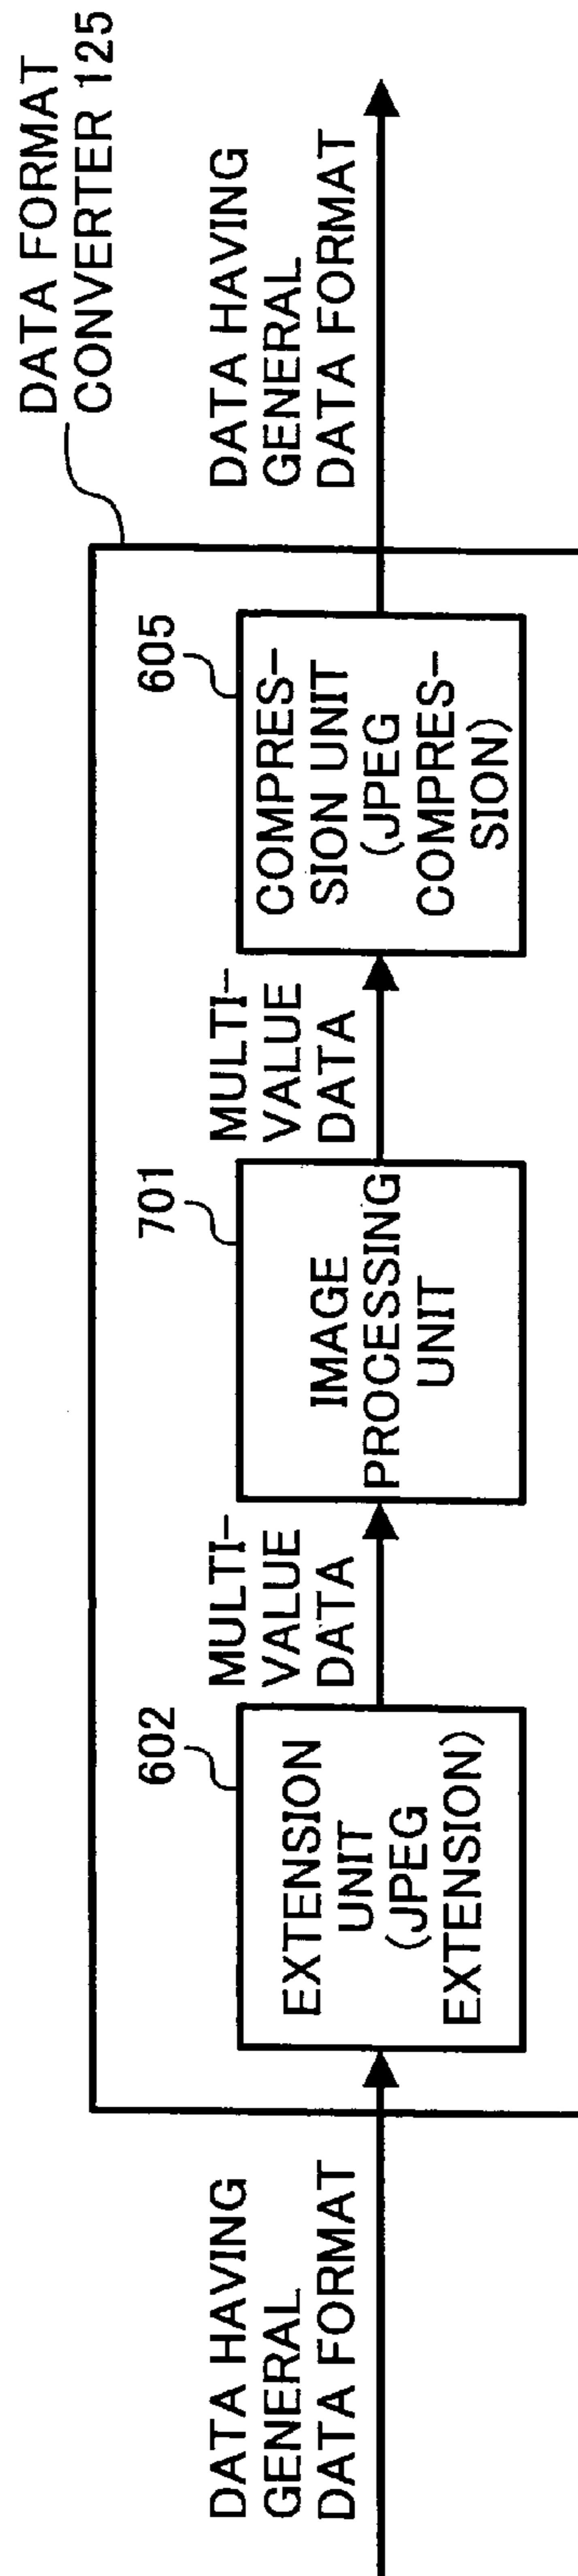 DATA FORMAT
CONVERTER 125
DATA HAVING
GENERAL
DATA FORMAT
602
EXTENSION
UNIT
(JPEG
EXTENSION)
MULTI-
VALUE
DATA
701
IMAGE
PROCESSING
UNIT
MULTI-
VALUE
DATA
605
COMPRES-
SION UNIT
(JPEG
COMPRES-
SION)
DATA HAVING
GENERAL
DATA FORMAT